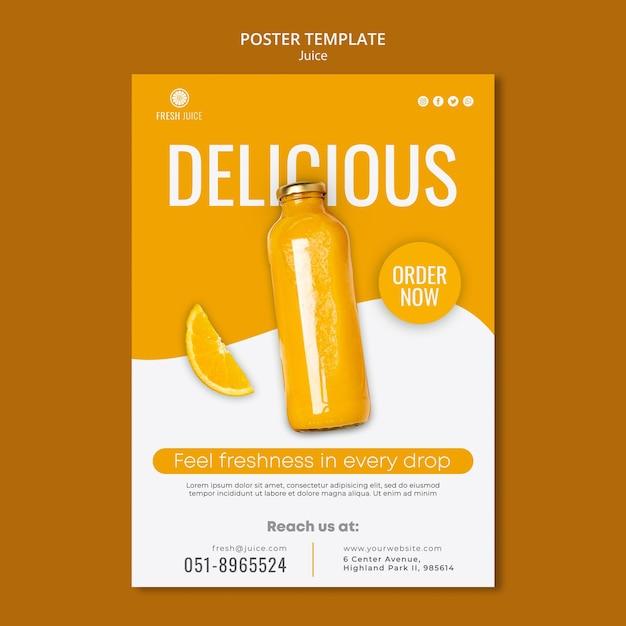 POSTER TEMPLATE
Juice
FRESH JUICE
DELICIOUS
ORDER
NOW
Feel freshness in every drop
Lorem ipsum dolor sit amet, consectetur adipiscing elit, sed do eiusmod
tempor incididunt ut labore et dolore magna aliqua. Ut enim ad minim
Reach us at:
fresh@juice.com
051-8965524
www.yourwebsite.com
6 Center Avenue,
Highland Park II, 985614